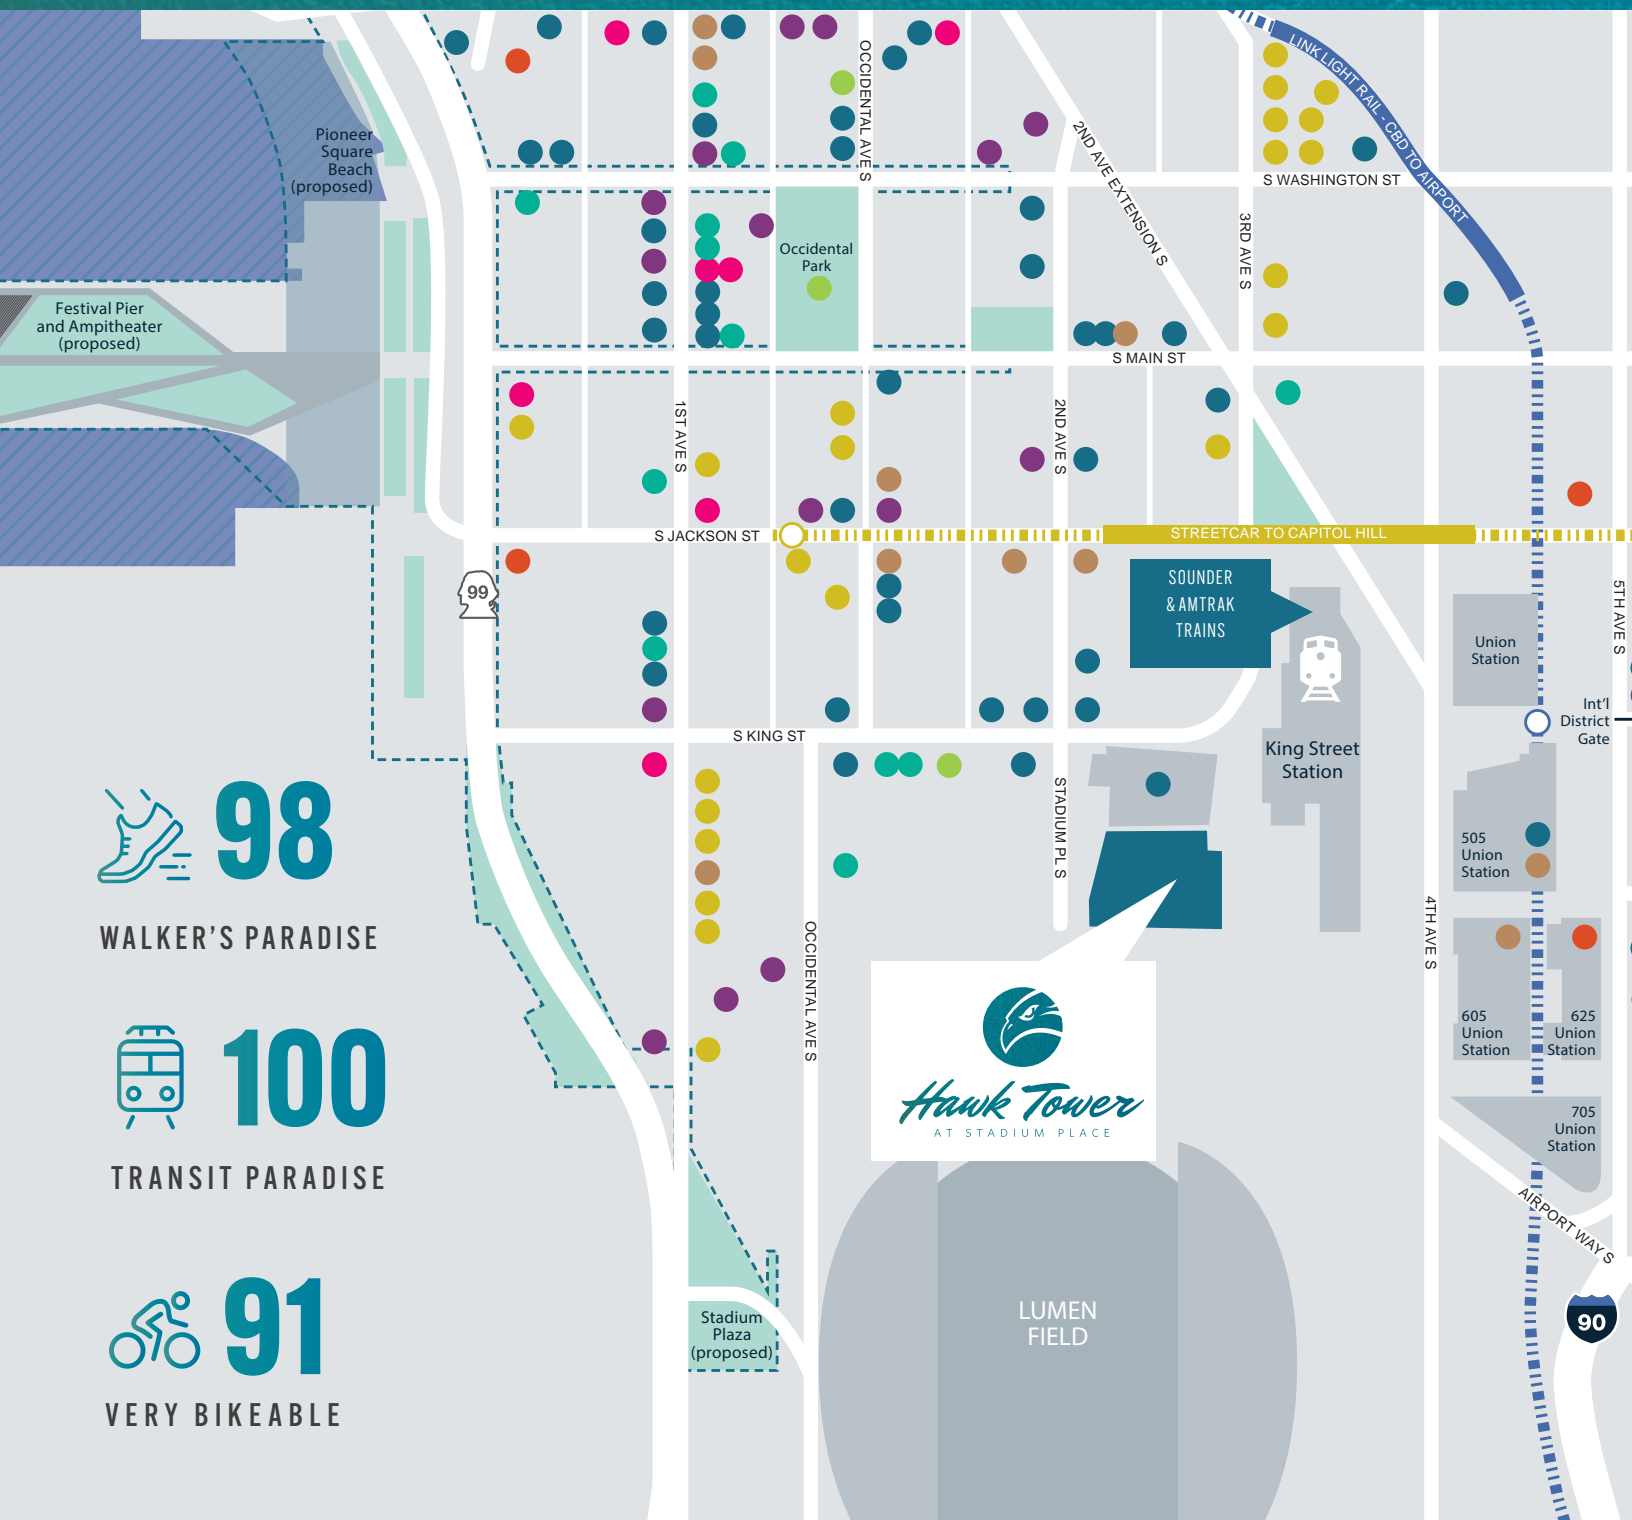 LINK LIGHT RAIL - CBD TO AIRPORT
OCCIDENTAL AVE S
2ND AVE EXTENSION S
Pioneer
Square
Beach
(proposed)
S WASHINGTON ST
3RD AVE S
Occidental
Park
Festival Pier
and Ampitheater
(proposed)
S MAIN ST
1ST AVE S
2ND AVE S
S JACKSON ST
STREETCAR TO CAPITOL HILL
99
SOUNDER
& AMTRAK
TRAINS
5TH AVE S
Union
Station
Int'l
District
Gate
S KING ST
King Street
Station
STADIUM PL S
98
WALKER'S PARADISE
505
Union
Station
4TH AVE S
OCCIDENTAL AVE S
605
Union
Station
625
Union
Station
100
TRANSIT PARADISE
Hawk Tower
AT STADIUM PLACE
705
Union
Station
AIRPORT WAY S
91
VERY BIKEABLE
Stadium
Plaza
(proposed)
LUMEN
FIELD
90